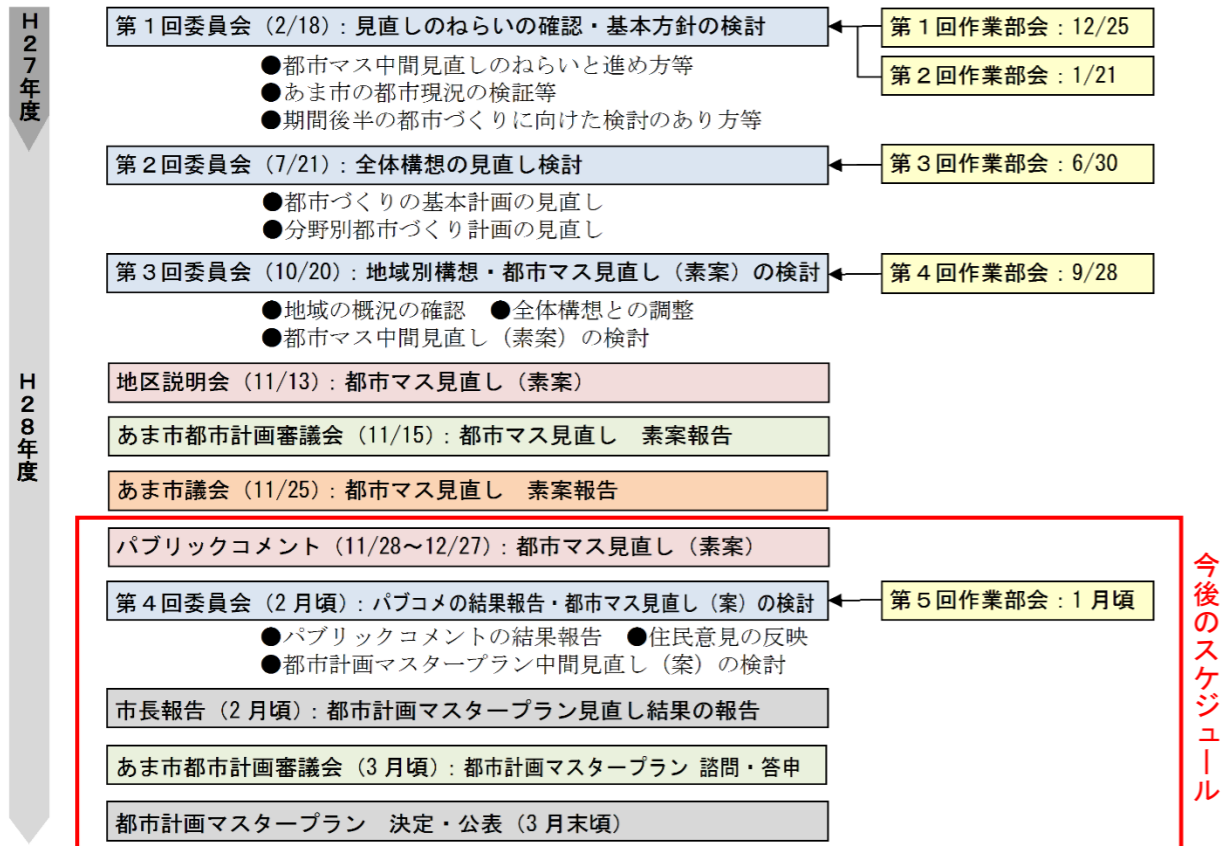 H27年度
第1回委員会（2/18）：見直しのねらいの確認・基本方針の検討
第1回作業部会：12/25
第2回作業部会：1/21
●都市マス中間見直しのねらいと進め方等
●あま市の都市現況の検証等
●期間後半の都市づくりに向けた検討のあり方等
H28年度
第2回委員会（7/21）：全体構想の見直し検討
第3回作業部会：6/30
●都市づくりの基本計画の見直し
●分野別都市づくり計画の見直し
第3回委員会（10/20）：地域別構想・都市マス見直し（素案）の検討
第4回作業部会：9/28
●地域の概況の確認　●全体構想との調整
●都市マス中間見直し（素案）の検討
地区説明会（11/13）：都市マス見直し（素案）
あま市都市計画審議会（11/15）：都市マス見直し　素案報告
あま市議会（11/25）：都市マス見直し　素案報告
今後のスケジュール
パブリックコメント（11/28～12/27）：都市マス見直し（素案）
第4回委員会（2月頃）：パブコメの結果報告・都市マス見直し（案）の検討
第5回作業部会：1月頃
●パブリックコメントの結果報告　●住民意見の反映
●都市計画マスタープラン中間見直し（案）の検討
市長報告（2月頃）：都市計画マスタープラン見直し結果の報告
あま市都市計画審議会（3月頃）：都市計画マスタープラン 諮問・答申
都市計画マスタープラン　決定・公表（3月末頃）